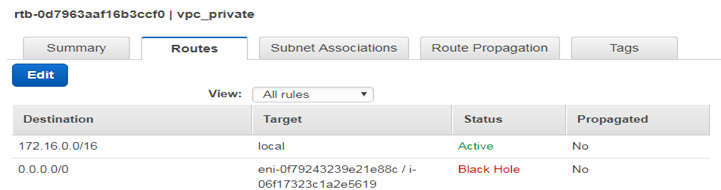 rtb-0d7963aaf16b3ccf0 | vpc_private
Summary Routes Subnet Associations Route Propagation Tags
Edit
View: All rules
Destination Target Status Propagated
172.16.0.0/16 local Active No
0.0.0.0/0 eni-0f79243239e21e88c / i- Black Hole No
06f17323c1a2e5619